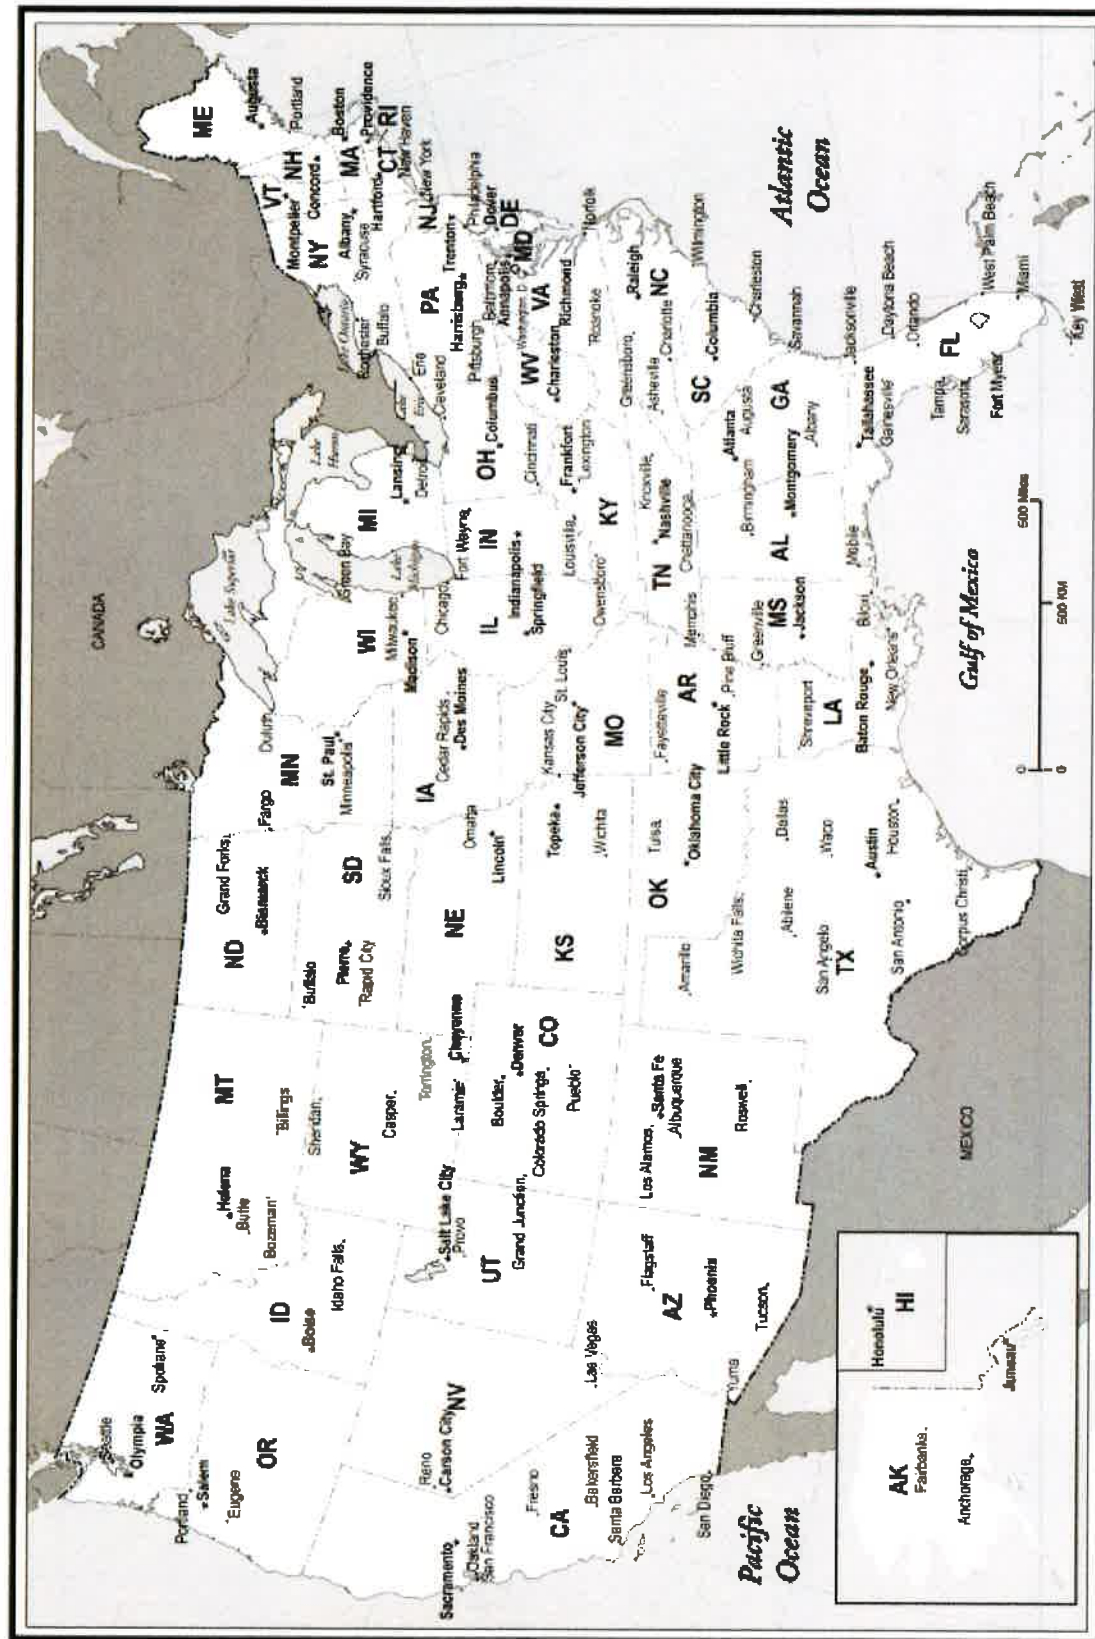 CANADA
Seattle
Olympia
WA
Spokane
Portland
Salem
Eugene
OR
ID
Boise
Idaho Falls
MT
Helena
Butte
Bozeman
Billings
Sheridan
WY
Casper
Torrington
Laramie
Cheyenne
ND
Grand Forks
Bismarck
Fargo
Buffalo
SD
Pierre
Rapid City
Sioux Falls
MN
Duluth
St. Paul
Minneapolis
Lake Superior
WI
Green Bay
Milwaukee
Madison
Lake Michigan
MI
Lansing
Detroit
Lake Huron
Lake Erie
Lake Ontario
ME
Augusta
Portland
VT
Montpelier
NH
Concord
MA
Boston
Providence
RI
CT
Hartford
New Haven
NY
Albany
Syracuse
Rochester
Buffalo
New York
NJ
Trenton
PA
Erie
Harrisburg
Pittsburgh
Philadelphia
Dover
DE
Baltimore
Annapolis
MD
Washington D.C.
Reno
Carson City
NV
Las Vegas
Sacramento
Oakland
San Francisco
Fresno
CA
Bakersfield
Santa Barbara
Los Angeles
San Diego
Salt Lake City
Provo
UT
Grand Junction
Boulder
Denver
CO
Colorado Springs
Pueblo
NE
Omaha
Lincoln
KS
Topeka
Wichita
IA
Cedar Rapids
Des Moines
MO
Kansas City
St. Louis
Jefferson City
IL
Chicago
Springfield
IN
Fort Wayne
Indianapolis
OH
Cleveland
Columbus
Cincinnati
WV
Charleston
VA
Richmond
Roanoke
Norfolk
KY
Frankfort
Lexington
Louisville
Owensboro
AZ
Flagstaff
Phoenix
Tucson
Yuma
NM
Los Alamos
Santa Fe
Albuquerque
Roswell
OK
Tulsa
Oklahoma City
AR
Fayetteville
Little Rock
Pine Bluff
TN
Knoxville
Nashville
Chattanooga
Memphis
NC
Raleigh
Greensboro
Asheville
Charlotte
Wilmington
SC
Columbia
Charleston
GA
Atlanta
Augusta
Albany
Savannah
AL
Birmingham
Montgomery
Mobile
MS
Greenville
Jackson
Biloxi
LA
Shreveport
Baton Rouge
New Orleans
TX
Amarillo
Wichita Falls
Abilene
Dallas
San Angelo
Waco
Austin
Houston
San Antonio
Corpus Christi
FL
Tallahassee
Gainesville
Jacksonville
Daytona Beach
Orlando
Tampa
Sarasota
Fort Myers
West Palm Beach
Miami
Key West
Pacific
Ocean
Atlantic
Ocean
Gulf of Mexico
MEXICO
AK
Fairbanks
Anchorage
Juneau
Honolulu
HI
0
500 KM
0
500 Miles